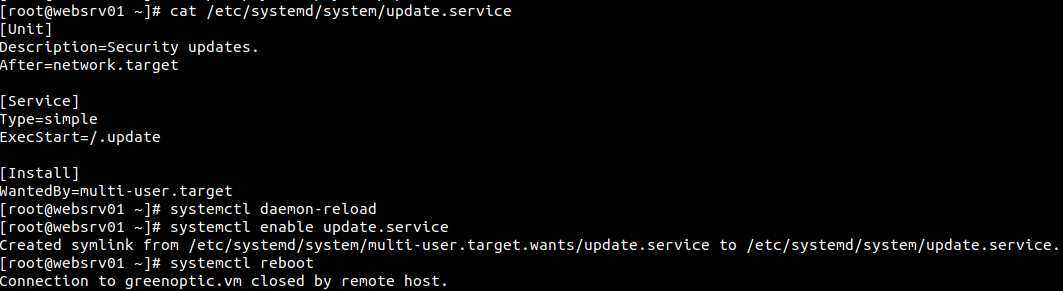 [root@websrv01 ~]# cat /etc/systemd/system/update.service
[Unit]
Description=Security updates.
After=network.target

[Service]
Type=simple
ExecStart=/.update

[Install]
WantedBy=multi-user.target
[root@websrv01 ~]# systemctl daemon-reload
[root@websrv01 ~]# systemctl enable update.service
Created symlink from /etc/systemd/system/multi-user.target.wants/update.service to /etc/systemd/system/update.service.
[root@websrv01 ~]# systemctl reboot
Connection to greenoptic.vm closed by remote host.